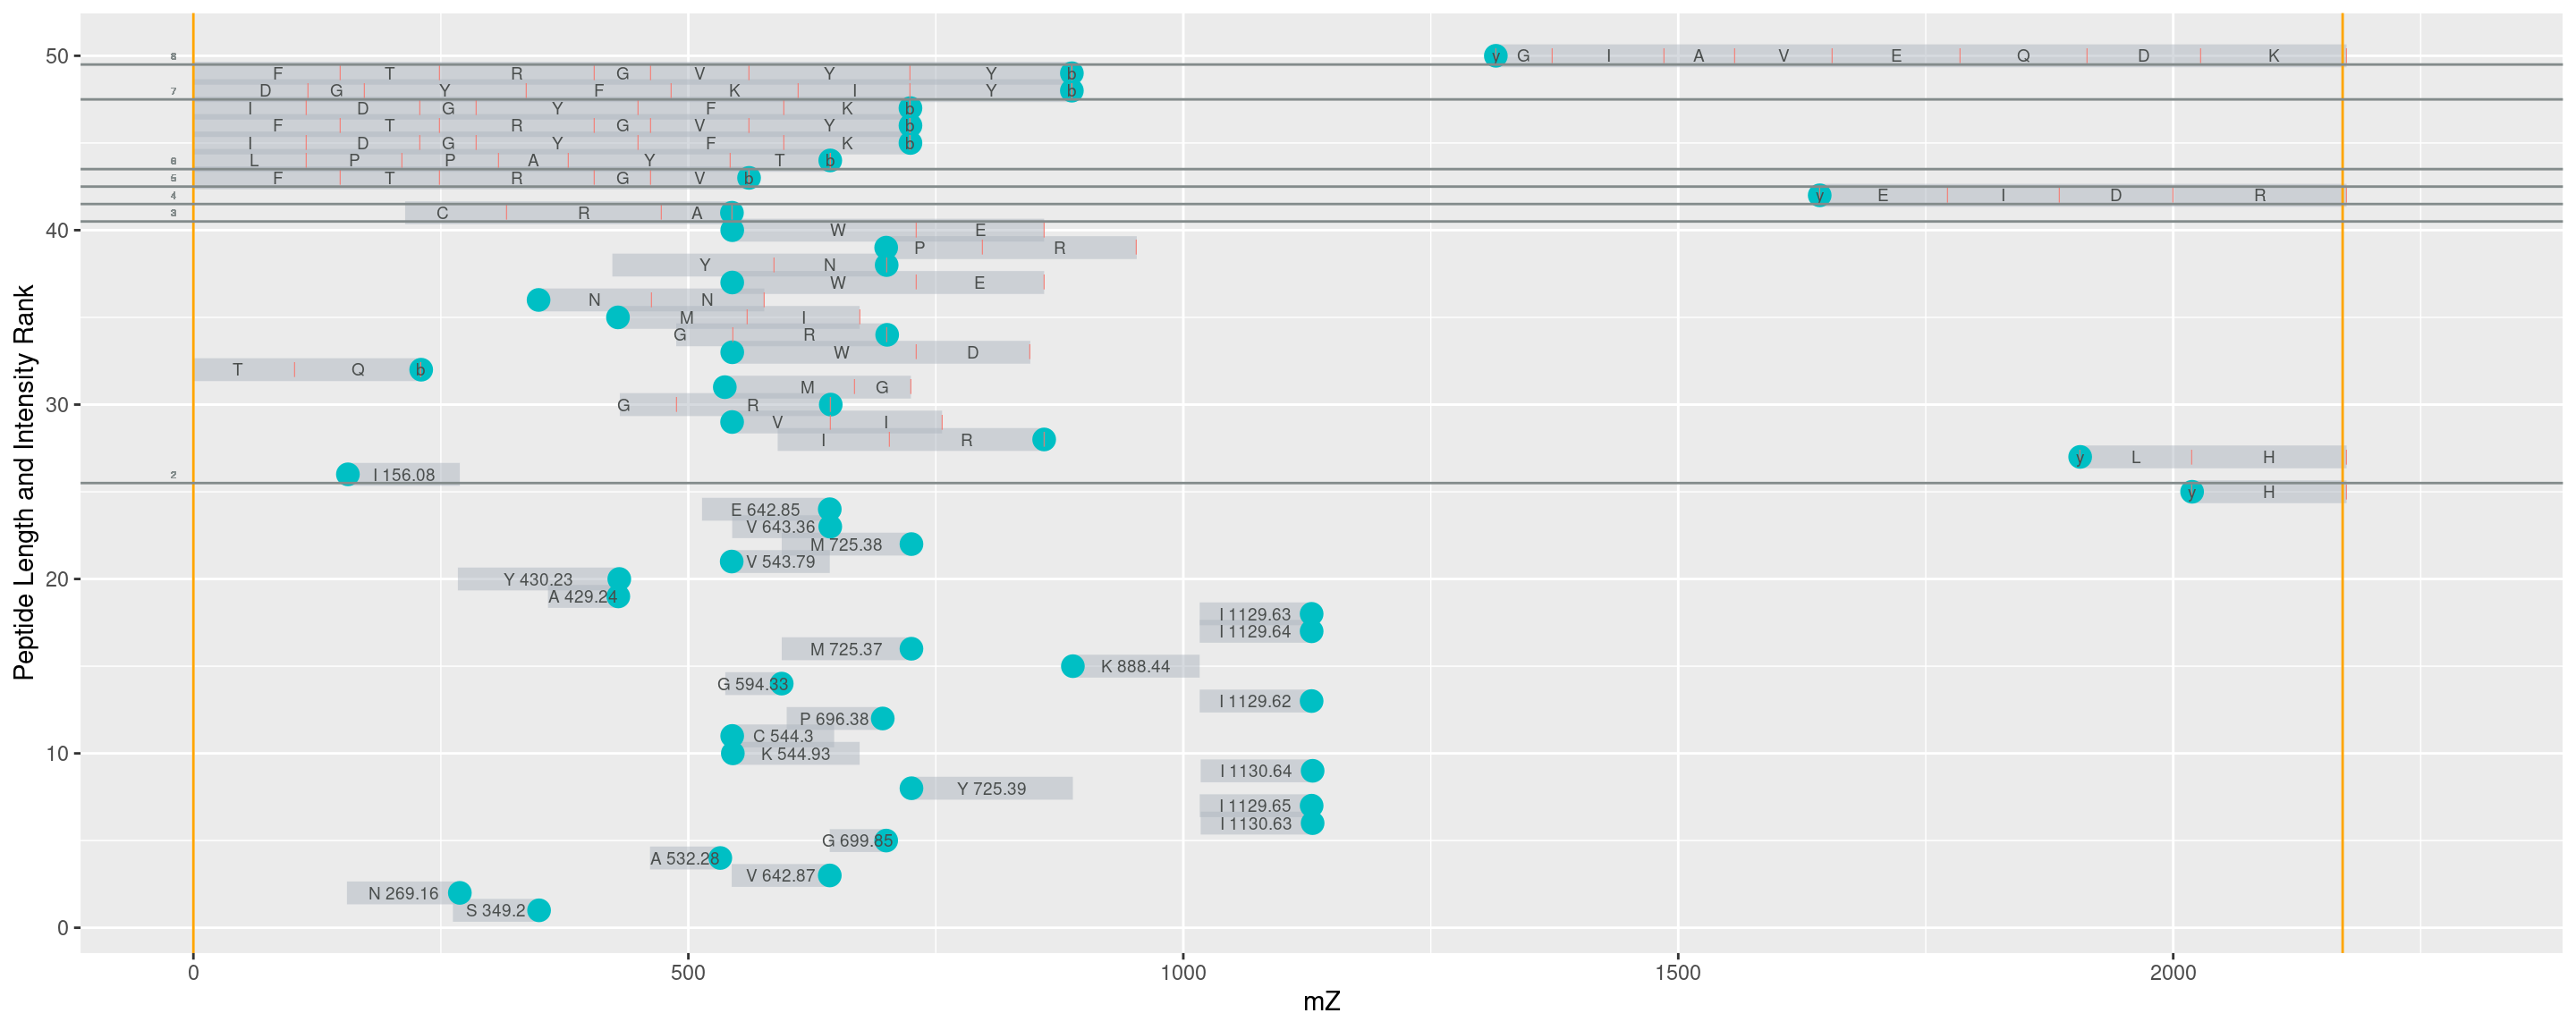 50 8 y G I A V E Q D K
F T R G V Y Y b
7 D G Y F K I Y b
I D G Y F K b
F T R G V Y b
I D G Y F K b
6 L P P A Y T b
5 F T R G V b
4 y E I D R
3 C R A
40 W E
P R
Y N
W E
N N
M I
G R
W D
T Q b
M G
30 G R
V I
I R
y L H
2 I 156.08
y H
E 642.85
V 643.36
M 725.38
V 543.79
20 Y 430.23
A 429.24
I 1129.63
I 1129.64
M 725.37
K 888.44
G 594.33
I 1129.62
P 696.38
C 544.3
10 K 544.93
I 1130.64
Y 725.39
I 1129.65
I 1130.63
G 699.85
A 532.28
V 642.87
N 269.16
S 349.2
0
0 500 1000 1500 2000
mZ
Peptide Length and Intensity Rank